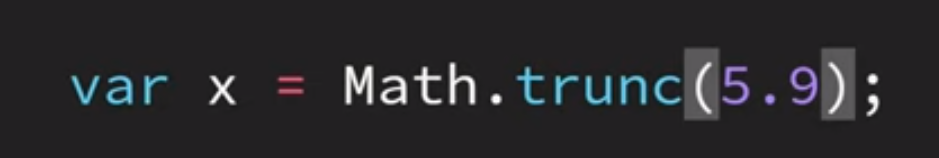 var x = Math.trunc(5.9);